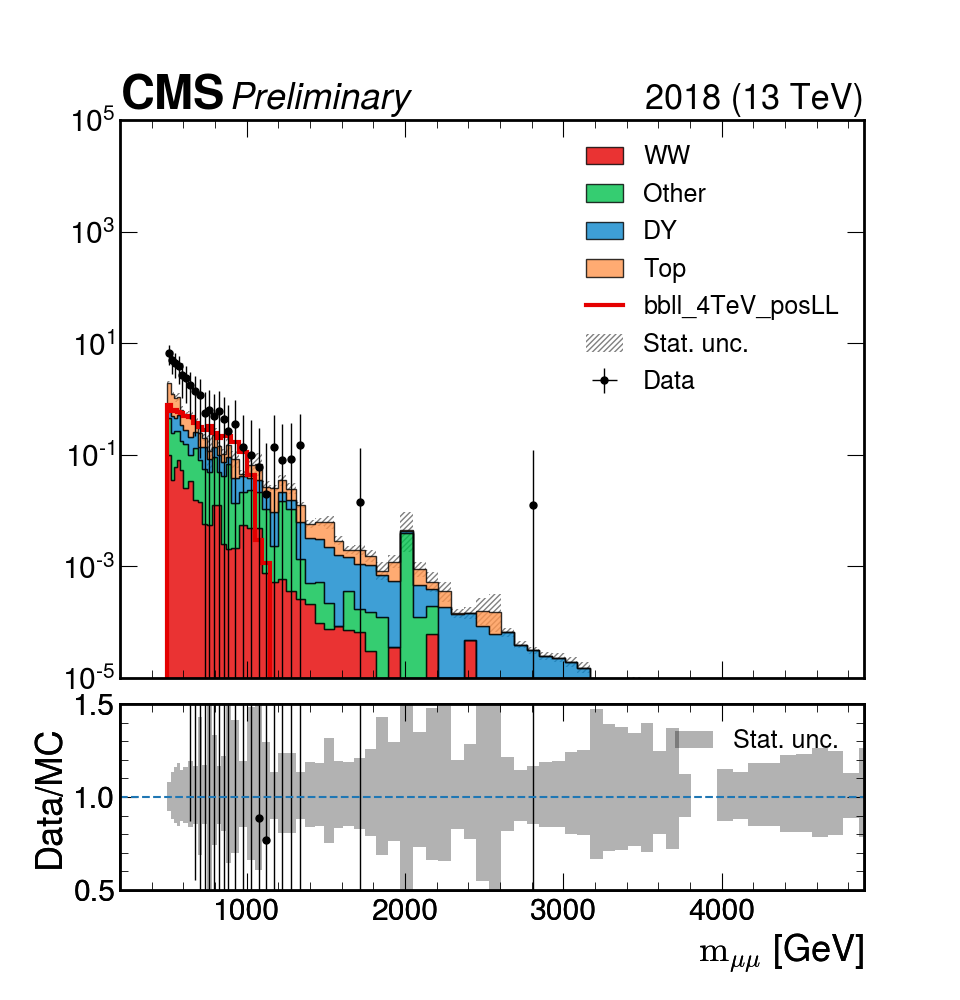 CMS Preliminary 2018 (13 TeV)
10^5
10^3
10^1
10^-1
10^-3
10^-5
WW
Other
DY
Top
bbll_4TeV_posLL
Stat. unc.
Data
1.5
1.0
0.5
Data/MC
Stat. unc.
1000 2000 3000 4000
m_μμ [GeV]